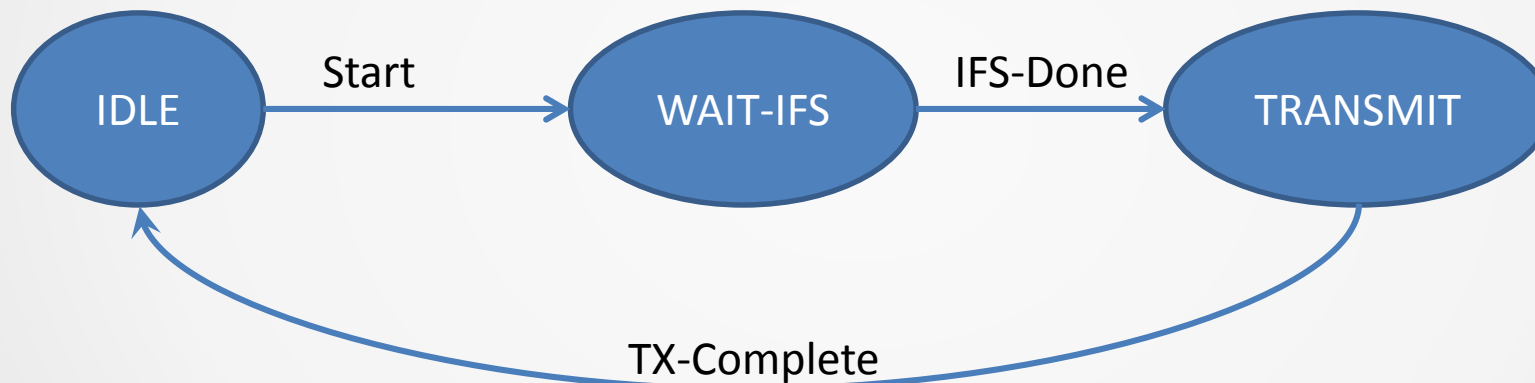 Start
IFS-Done
IDLE
WAIT-IFS
TRANSMIT
TX-Complete